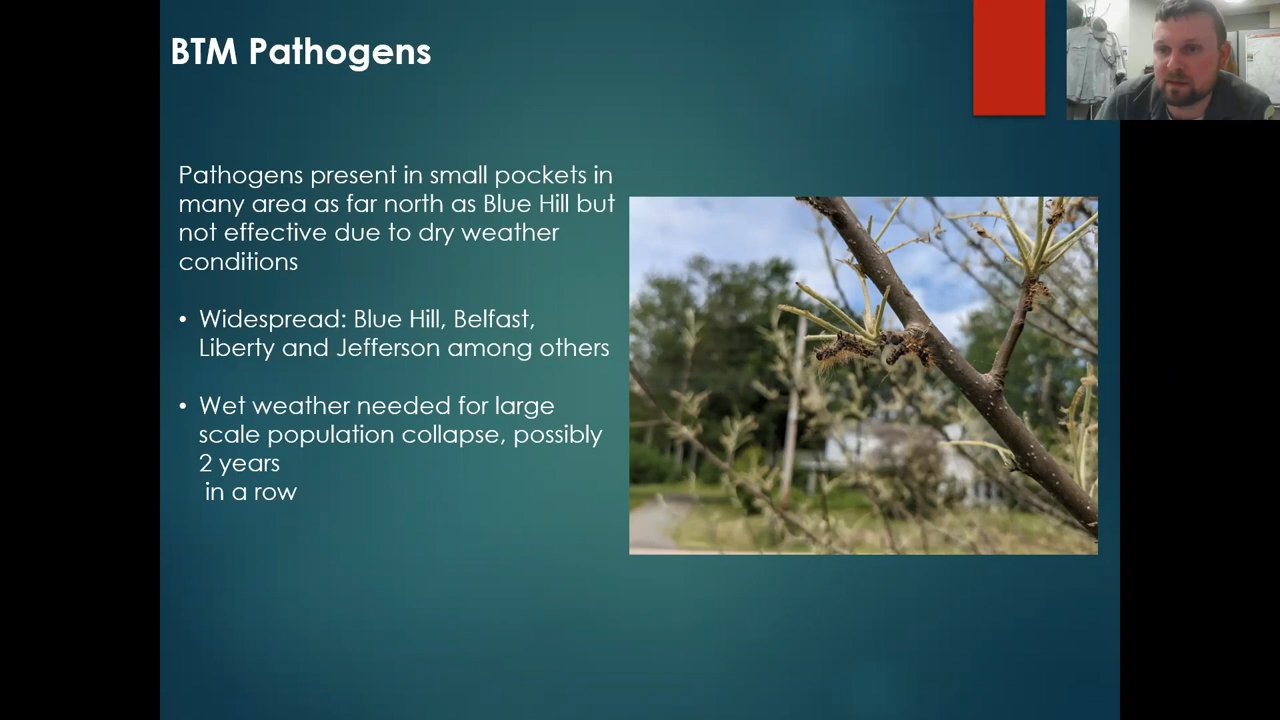 BTM Pathogens
Pathogens present in small pockets in
many area as far north as Blue Hill but
not effective due to dry weather
conditions
• Widespread: Blue Hill, Belfast,
Liberty and Jefferson among others
• Wet weather needed for large
scale population collapse, possibly
2 years
in a row